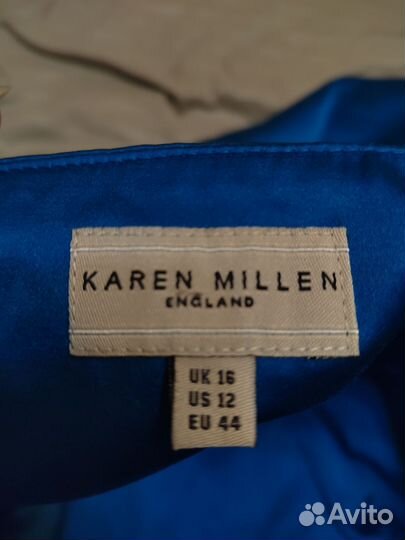 KAREN MILLEN
ENGLAND
UK 16
US 12
EU 44
Avito